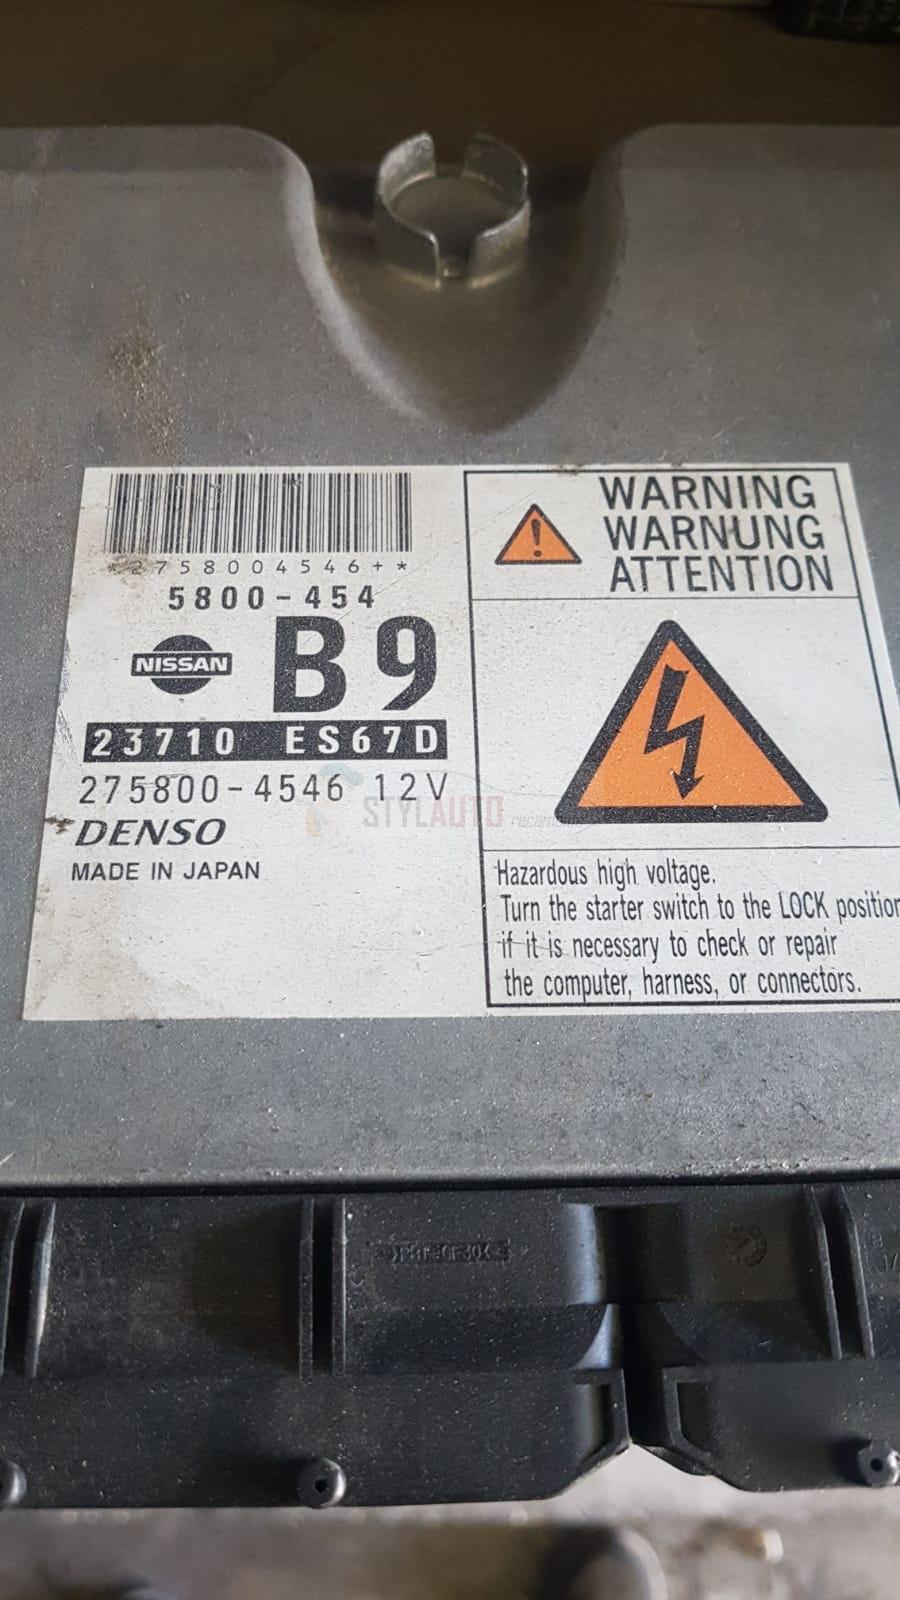 *2758004546+*
5800-454
NISSAN
B9
23710 ES67D
275800-4546 12V
DENSO
MADE IN JAPAN
WARNING
WARNUNG
ATTENTION
Hazardous high voltage.
Turn the starter switch to the LOCK position
if it is necessary to check or repair
the computer, harness, or connectors.
STYLAUTO